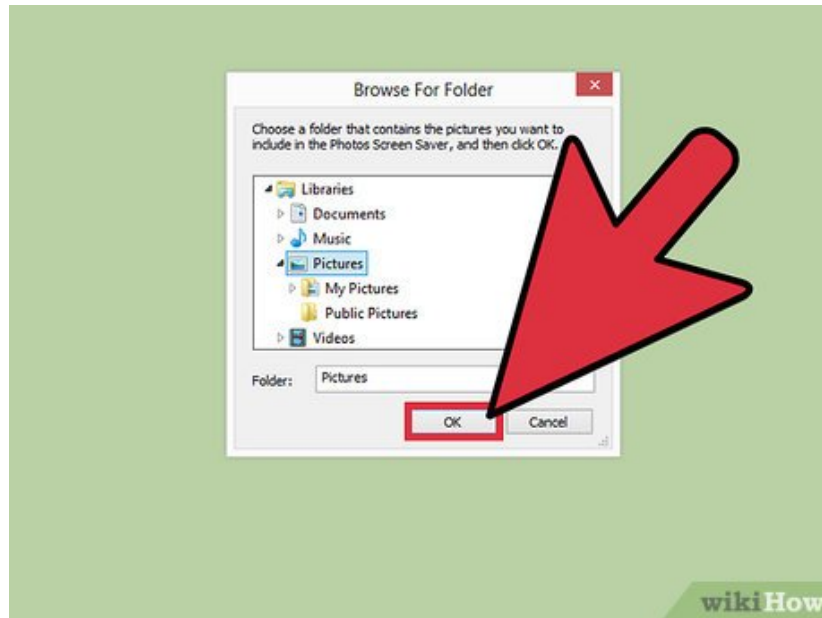 Browse For Folder
Choose a folder that contains the pictures you want to
include in the Photos Screen Saver, and then click OK.
Libraries
Documents
Music
Pictures
My Pictures
Public Pictures
Videos
Folder: Pictures
OK Cancel
wikiHow